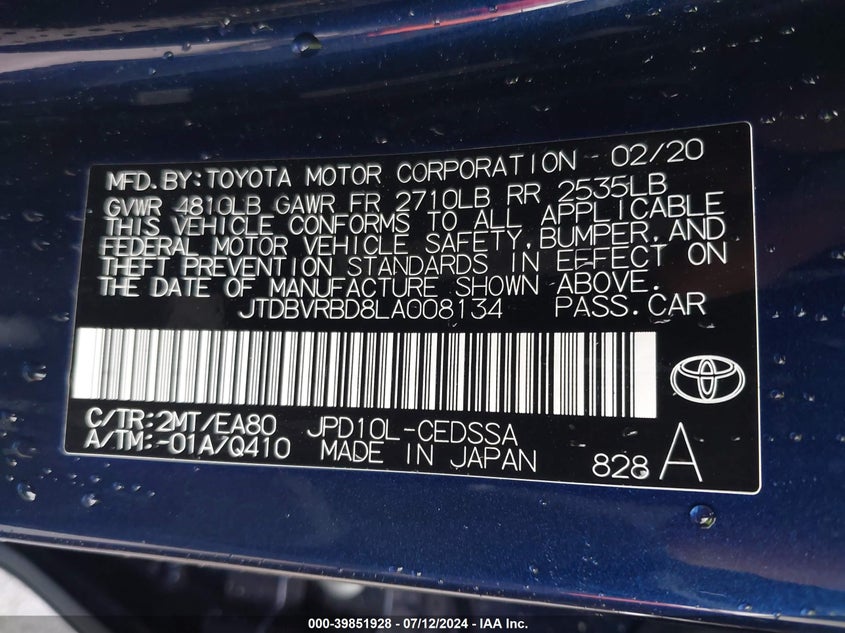 MFD.BY:TOYOTA MOTOR CORPORATION 02/20
GVWR 4810LB GAWR FR 2710LB RR 2535LB
THIS VEHICLE CONFORMS TO ALL APPLICABLE
FEDERAL MOTOR VEHICLE SAFETY,BUMPER,AND
THEFT PREVENTION STANDARDS IN EFFECT ON
THE DATE OF MANUFACTURE SHOWN ABOVE.
JTDBVRBD8LA008134 PASS.CAR
C/TR:2MT/EA80 JPD10L-CEDSSA
A/TM:-01A/Q410 MADE IN JAPAN 828 A
000-39851928 - 07/12/2024 - IAA Inc.